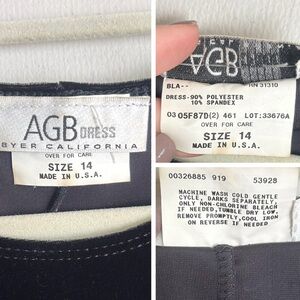 AGB DRESS
BYER CALIFORNIA
OVER FOR CARE
SIZE 14
MADE IN U.S.A.
AGB
BLA-- RN 31310
DRESS-90% POLYESTER
10% SPANDEX
03 05F87D(2) 461 LOT:33676A
OVER FOR CARE
SIZE 14
MADE IN U.S.A.
00326885 919 53928
MACHINE WASH COLD GENTLE
CYCLE, DARKS SEPARATELY,
ONLY NON-CHLORINE BLEACH
IF NEEDED, TUMBLE DRY LOW,
REMOVE PROMPTLY, COOL IRON
ON REVERSE IF NEEDED